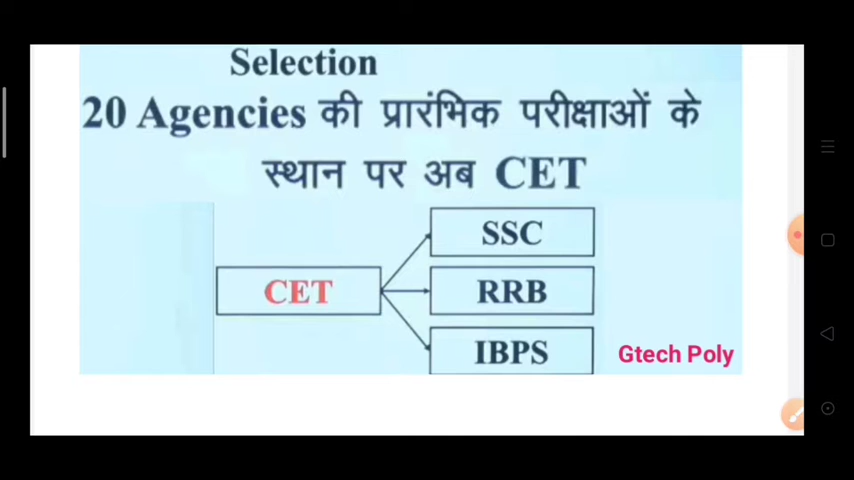 Selection
20 Agencies की प्रारंभिक परीक्षाओं के
स्थान पर अब CET
SSC
CET
RRB
IBPS
Gtech Poly